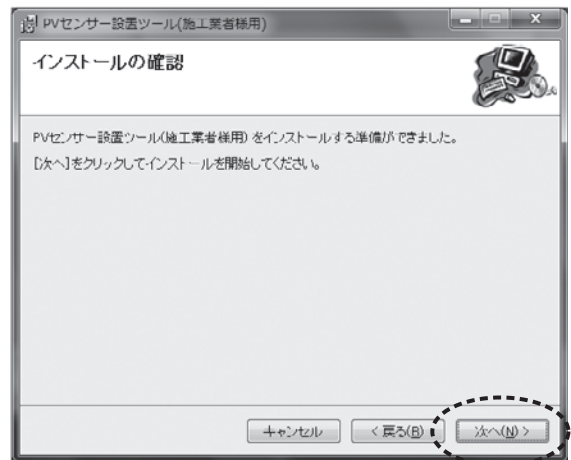 PVセンサー設置ツール(施工業者様用)
インストールの確認
PVセンサー設置ツール(施工業者様用) をインストールする準備ができました。
[次へ]をクリックしてインストールを開始してください。
キャンセル
< 戻る(B)
次へ(N) >